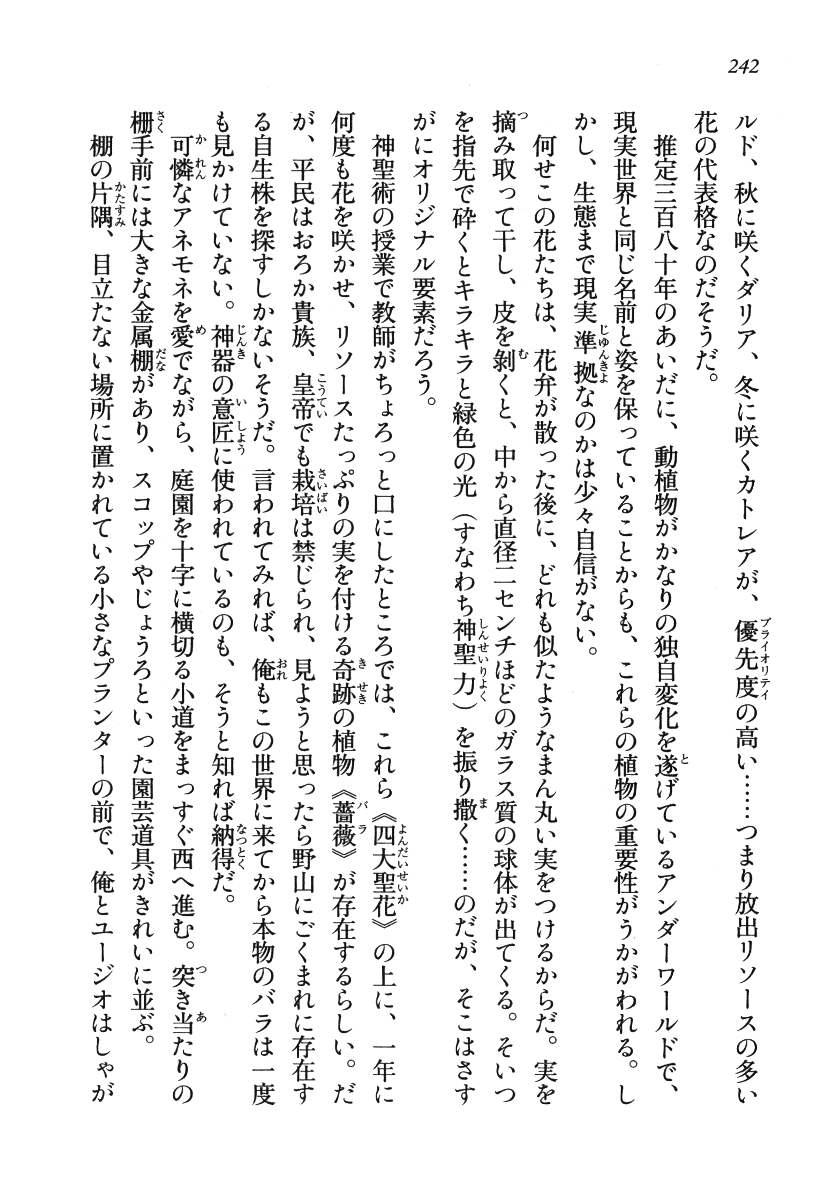 242
ルド、秋に咲くダリア、冬に咲くカトレアが、優先度の高い……つまり放出リソースの多い
花の代表格なのだそうだ。
推定三百八十年のあいだに、動植物がかなりの独自変化を遂げているアンダーワールドで、
現実世界と同じ名前と姿を保っていることからも、これらの植物の重要性がうかがわれる。し
かし、生態まで現実準拠なのかは少々自信がない。
何せこの花たちは、花弁が散った後に、どれも似たようなまん丸い実をつけるからだ。実を
摘み取って干し、皮を剝くと、中から直径二センチほどのガラス質の球体が出てくる。そいつ
を指先で砕くとキラキラと緑色の光（すなわち神聖力）を振り撒く……のだが、そこはさす
がにオリジナル要素だろう。
神聖術の授業で教師がちょろっと口にしたところでは、これら《四大聖花》の上に、一年に
何度も花を咲かせ、リソースたっぷりの実を付ける奇跡の植物《薔薇》が存在するらしい。だ
が、平民はおろか貴族、皇帝でも栽培は禁じられ、見ようと思ったら野山にごくまれに存在す
る自生株を探すしかないそうだ。言われてみれば、俺もこの世界に来てから本物のバラは一度
も見かけていない。神器の意匠に使われているのも、そうと知れば納得だ。
可憐なアネモネを愛でながら、庭園を十字に横切る小道をまっすぐ西へ進む。突き当たりの
柵手前には大きな金属棚があり、スコップやじょうろといった園芸道具がきれいに並ぶ。
棚の片隅、目立たない場所に置かれている小さなプランターの前で、俺とユージオはしゃが